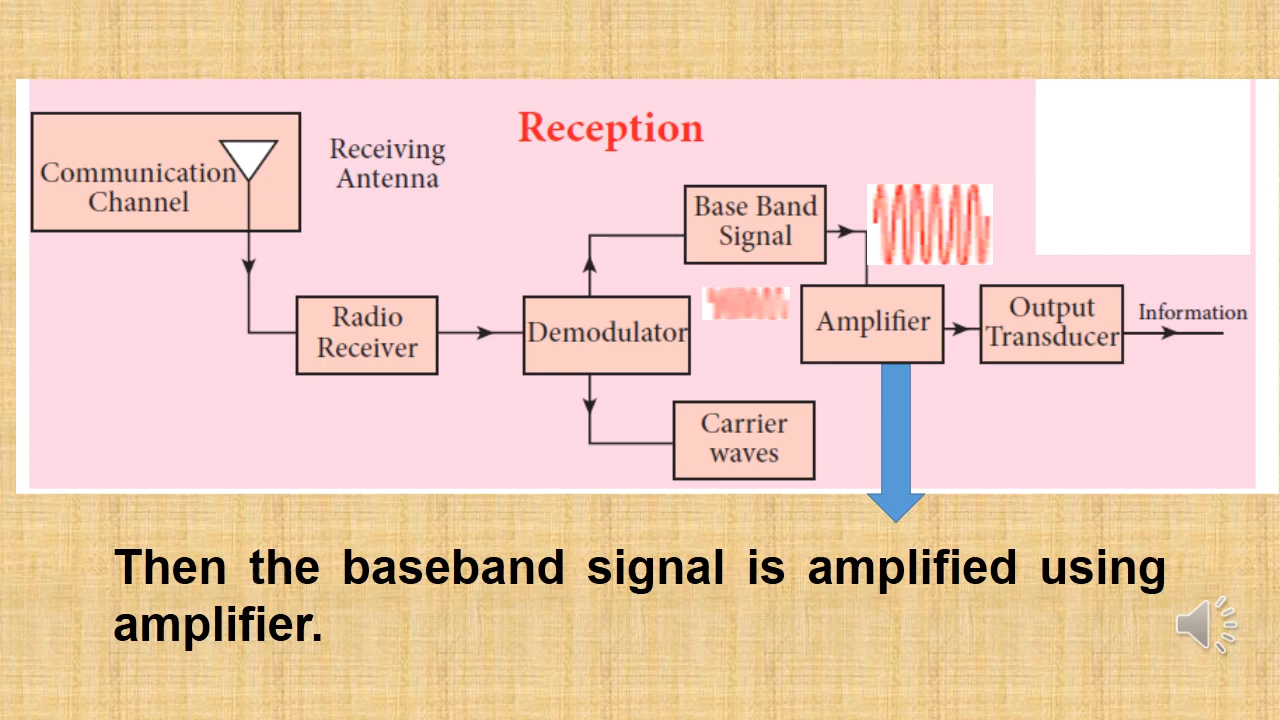 Reception
Communication
Channel
Receiving
Antenna
Base Band
Signal
Radio
Receiver
Demodulator
Amplifier
Output
Transducer
Information
Carrier
waves
Then the baseband signal is amplified using
amplifier.